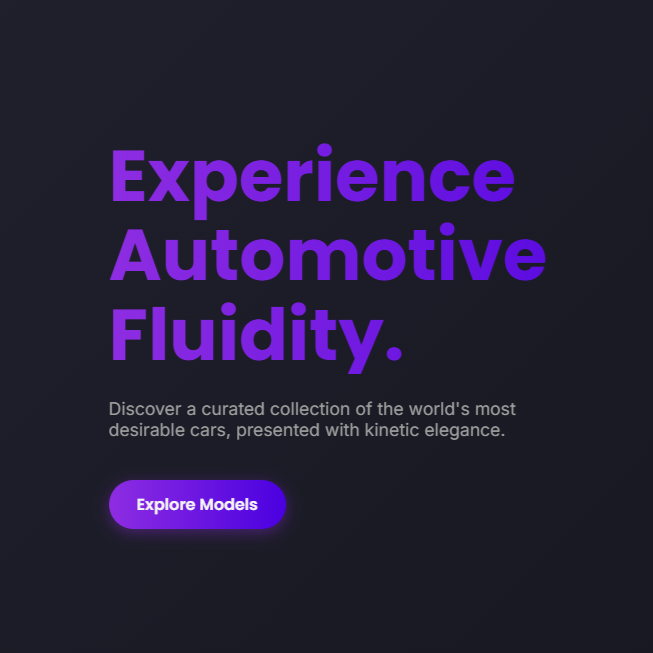 Experience
Automotive
Fluidity.
Discover a curated collection of the world's most
desirable cars, presented with kinetic elegance.
Explore Models